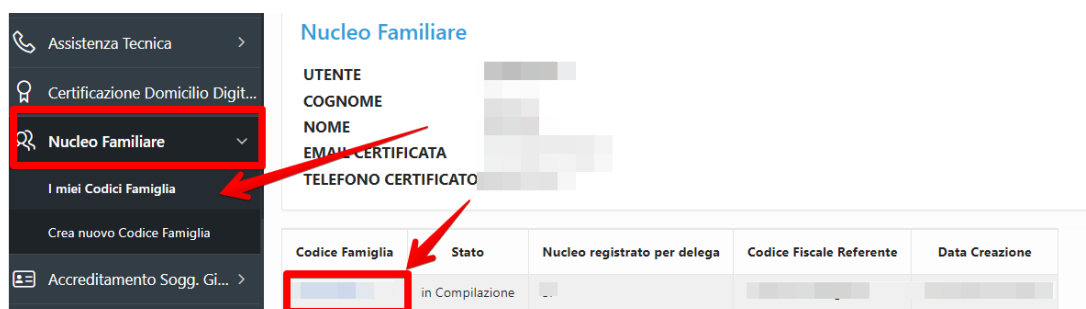 Assistenza Tecnica
Certificazione Domicilio Digit...
Nucleo Familiare
I miei Codici Famiglia
Crea nuovo Codice Famiglia
Accreditamento Sogg. Gi...
Nucleo Familiare
UTENTE
COGNOME
NOME
EMAIL CERTIFICATA
TELEFONO CERTIFICATO
Codice Famiglia Stato Nucleo registrato per delega Codice Fiscale Referente Data Creazione
in Compilazione